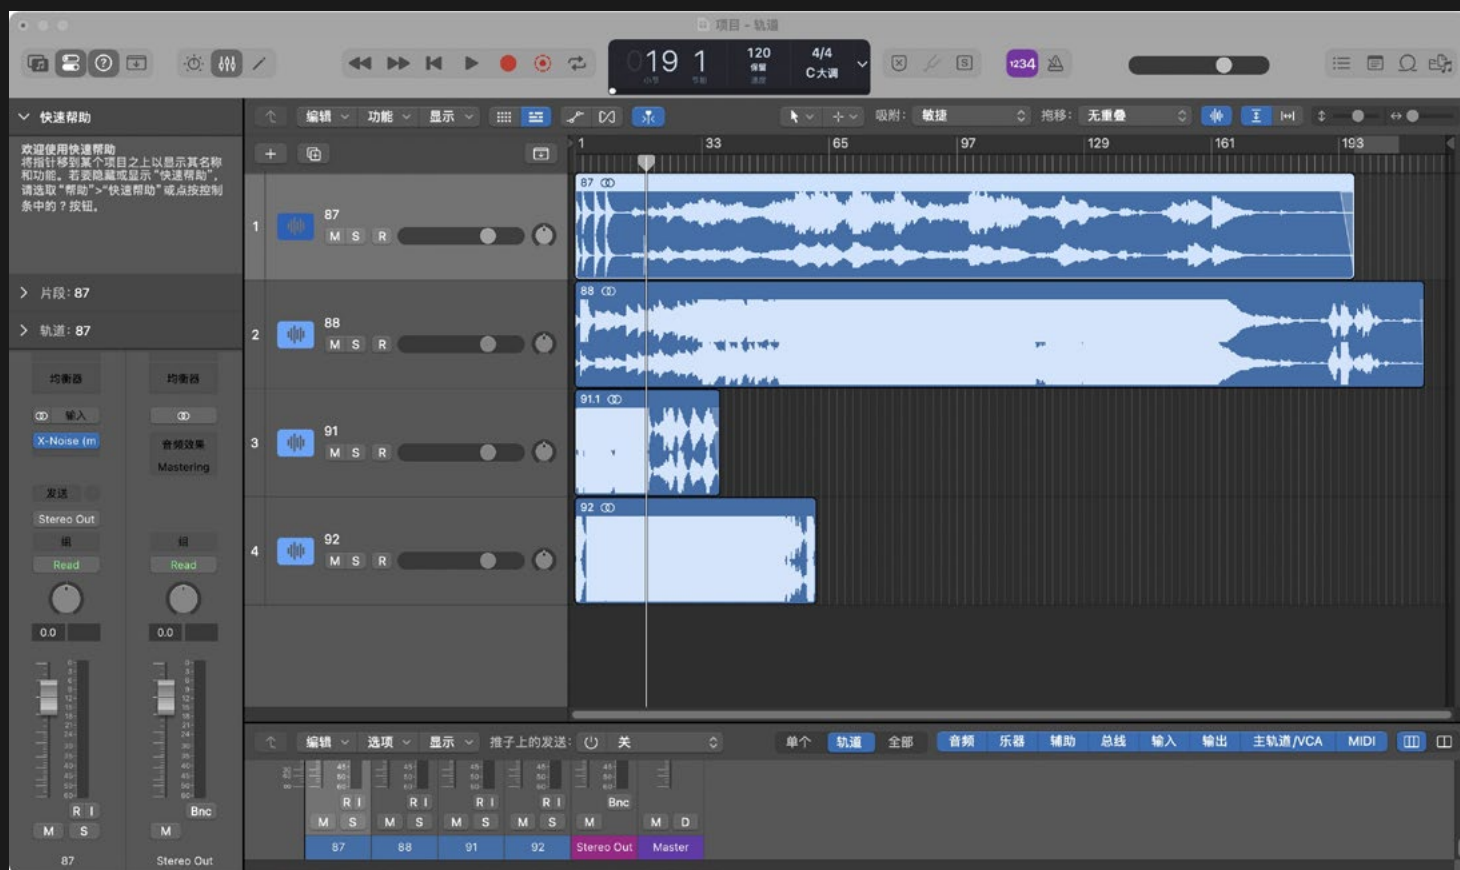 项目 - 轨道
019 1
小节 节拍
120
保留
速度
4/4
C大调
S
1234
快速帮助
欢迎使用快速帮助
将指针移到某个项目之上以显示其名称
和功能。若要隐藏或显示“快速帮助”,
请选取“帮助”>“快速帮助”或点按控制
条中的 ? 按钮。
片段: 87
轨道: 87
编辑 功能 显示
吸附: 敏捷
拖移: 无重叠
1 33 65 97 129 161 193
1
87
M S R
2
88
M S R
3
91
M S R
4
92
M S R
87
88
91.1
92
均衡器 均衡器
输入
X-Noise (m
音频效果
Mastering
发送
Stereo Out
组 组
Read Read
0.0 0.0
R I Bnc
M S M
87 Stereo Out
编辑 选项 显示 推子上的发送: 关
单个 轨道 全部
音频 乐器 辅助 总线 输入 输出 主轨道/VCA MIDI
R I R I R I R I Bnc
M S M S M S M S M M D
87 88 91 92 Stereo Out Master